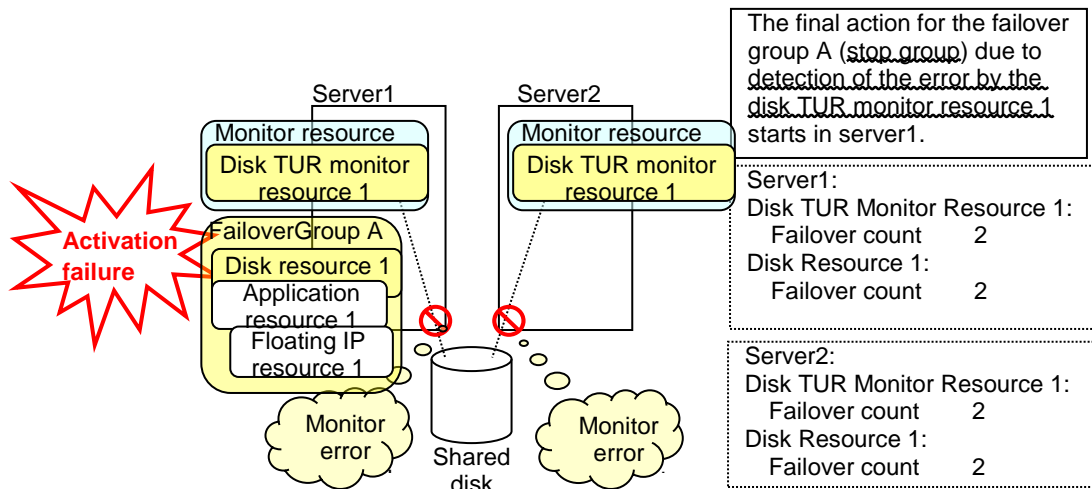 The final action for the failover
group A (stop group) due to
detection of the error by the
disk TUR monitor resource 1
starts in server1.
Server1
Server2
Monitor resource
Disk TUR monitor
resource 1
Monitor resource
Disk TUR monitor
resource 1
Activation
failure
FailoverGroup A
Disk resource 1
Application
resource 1
Floating IP
resource 1
Monitor
error
Shared
disk
Monitor
error
Server1:
Disk TUR Monitor Resource 1:
Failover count 2
Disk Resource 1:
Failover count 2
Server2:
Disk TUR Monitor Resource 1:
Failover count 2
Disk Resource 1:
Failover count 2